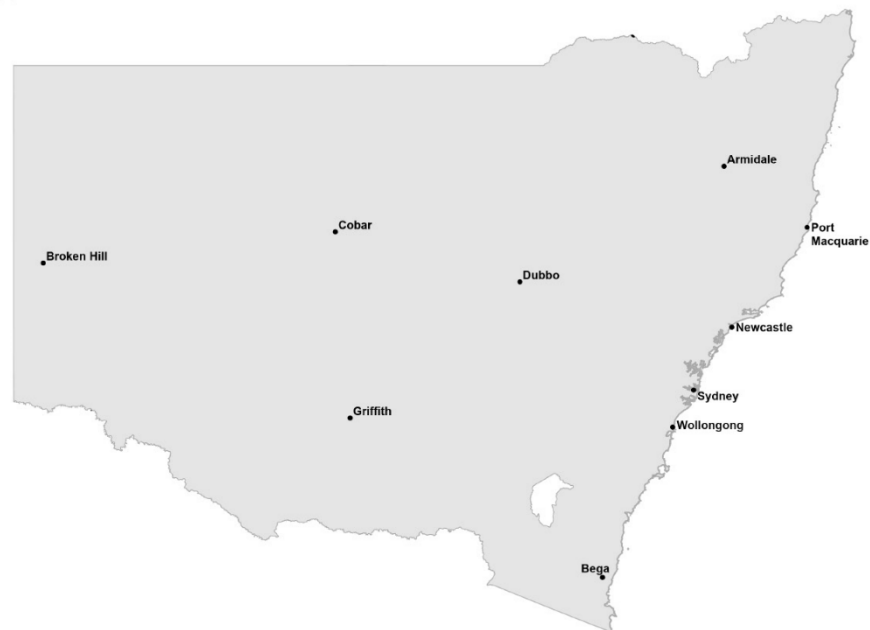 Armidale
Cobar
Port
Macquarie
Broken Hill
Dubbo
Newcastle
Sydney
Griffith
Wollongong
Bega